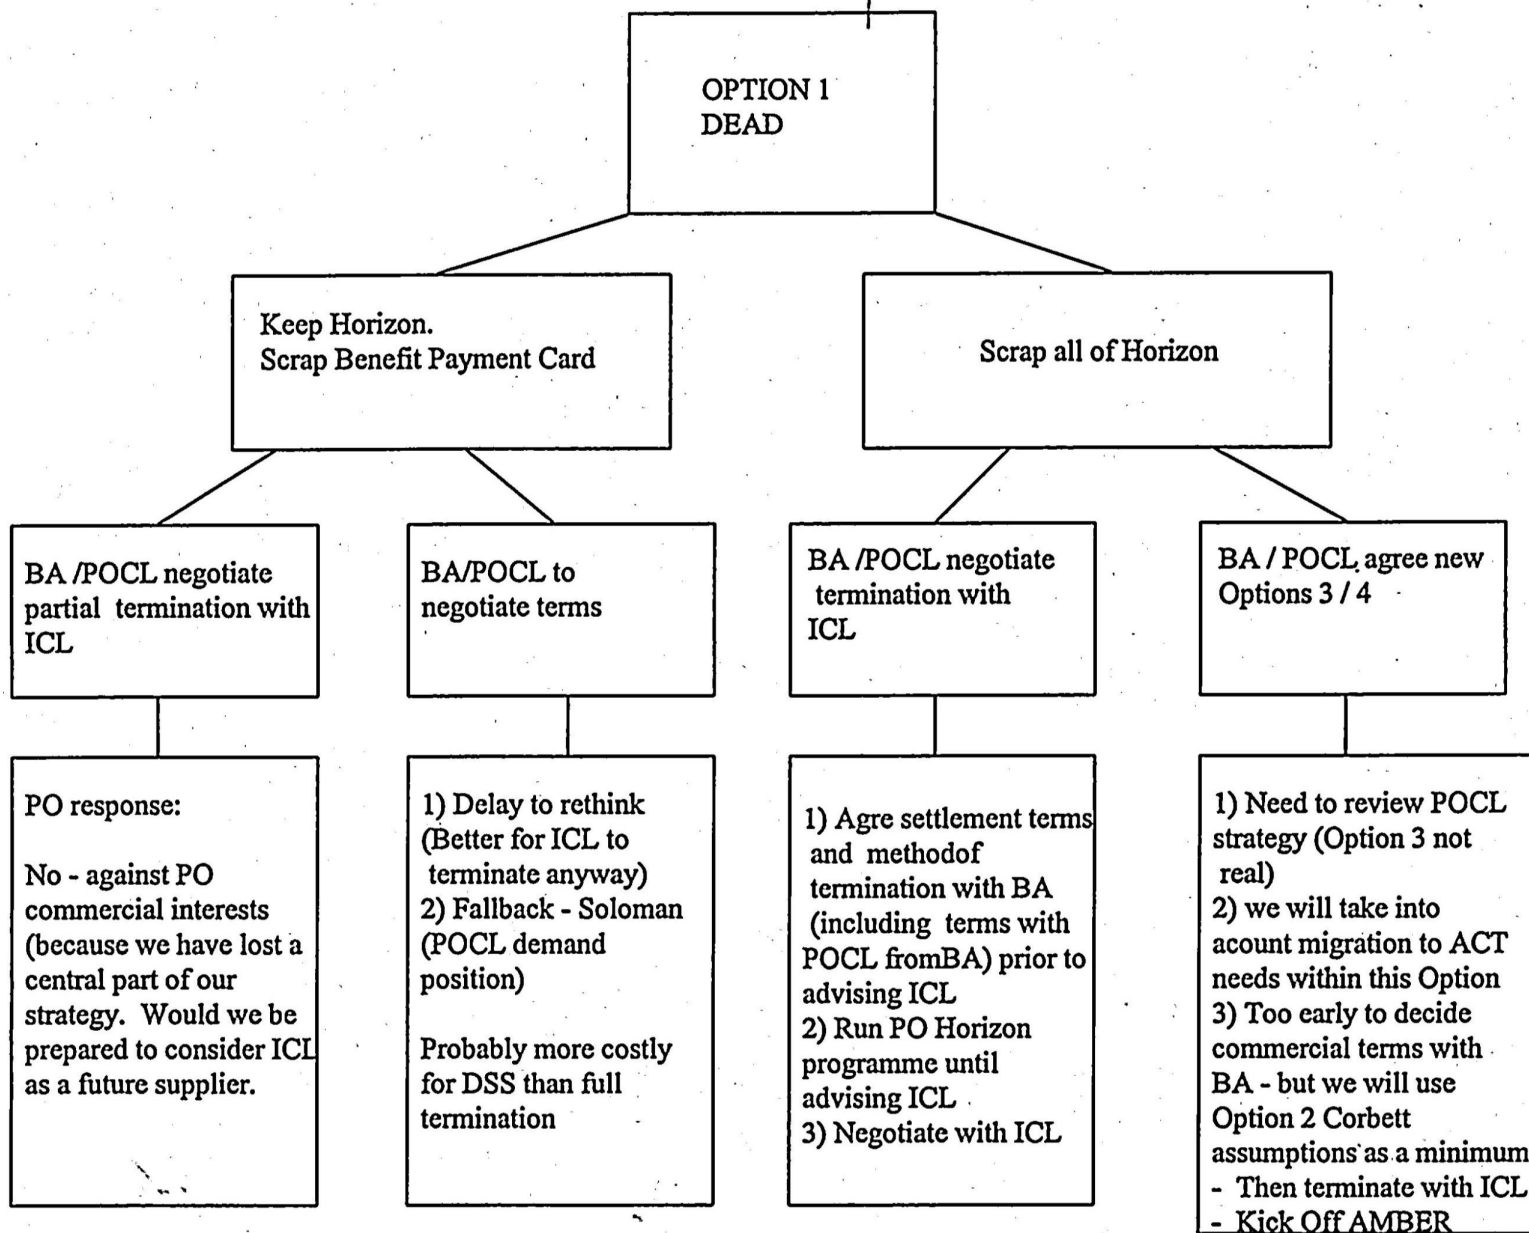 OPTION 1
DEAD
Keep Horizon.
Scrap Benefit Payment Card
Scrap all of Horizon
BA /POCL negotiate
partial termination with
ICL
BA/POCL to
negotiate terms
BA /POCL negotiate
termination with
ICL
BA / POCL agree new
Options 3 / 4
PO response:
No - against PO
commercial interests
(because we have lost a
central part of our
strategy. Would we be
prepared to consider ICL
as a future supplier.
1) Delay to rethink
(Better for ICL to
terminate anyway)
2) Fallback - Soloman
(POCL demand
position)
Probably more costly
for DSS than full
termination
1) Agre settlement terms
and methodof
termination with BA
(including terms with
POCL fromBA) prior to
advising ICL
2) Run PO Horizon
programme until
advising ICL
3) Negotiate with ICL
1) Need to review POCL
strategy (Option 3 not
real)
2) we will take into
acount migration to ACT
needs within this Option
3) Too early to decide
commercial terms with
BA - but we will use
Option 2 Corbett
assumptions as a minimum
- Then terminate with ICL
- Kick Off AMBER